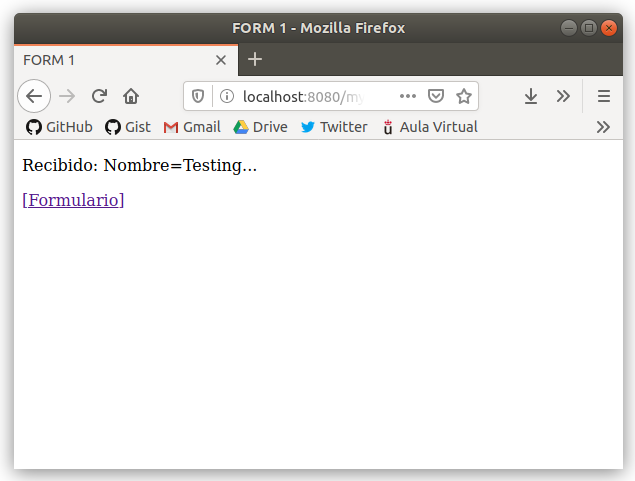 FORM 1 - Mozilla Firefox
FORM 1
localhost:8080/my
GitHub Gist Gmail Drive Twitter Aula Virtual
Recibido: Nombre=Testing...
[Formulario]